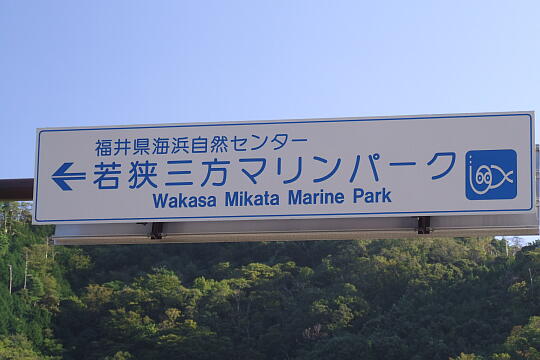 福井県海浜自然センター
若狭三方マリンパーク
Wakasa Mikata Marine Park